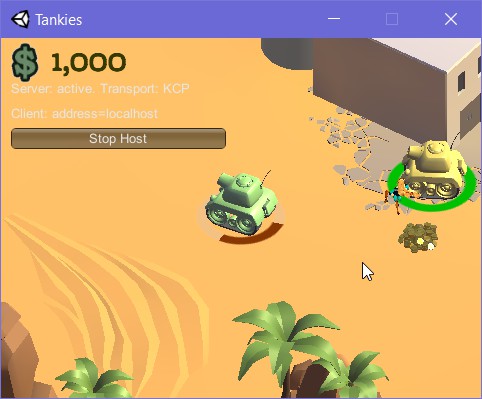 Tankies
$ 1,000
Server: active. Transport: KCP
Client: address=localhost
Stop Host